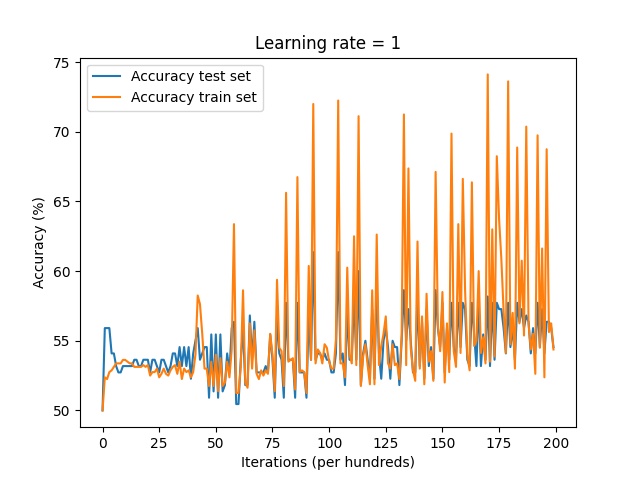 Learning rate = 1
Accuracy test set
Accuracy train set
75
70
65
60
55
50
Accuracy (%)
0 25 50 75 100 125 150 175 200
Iterations (per hundreds)